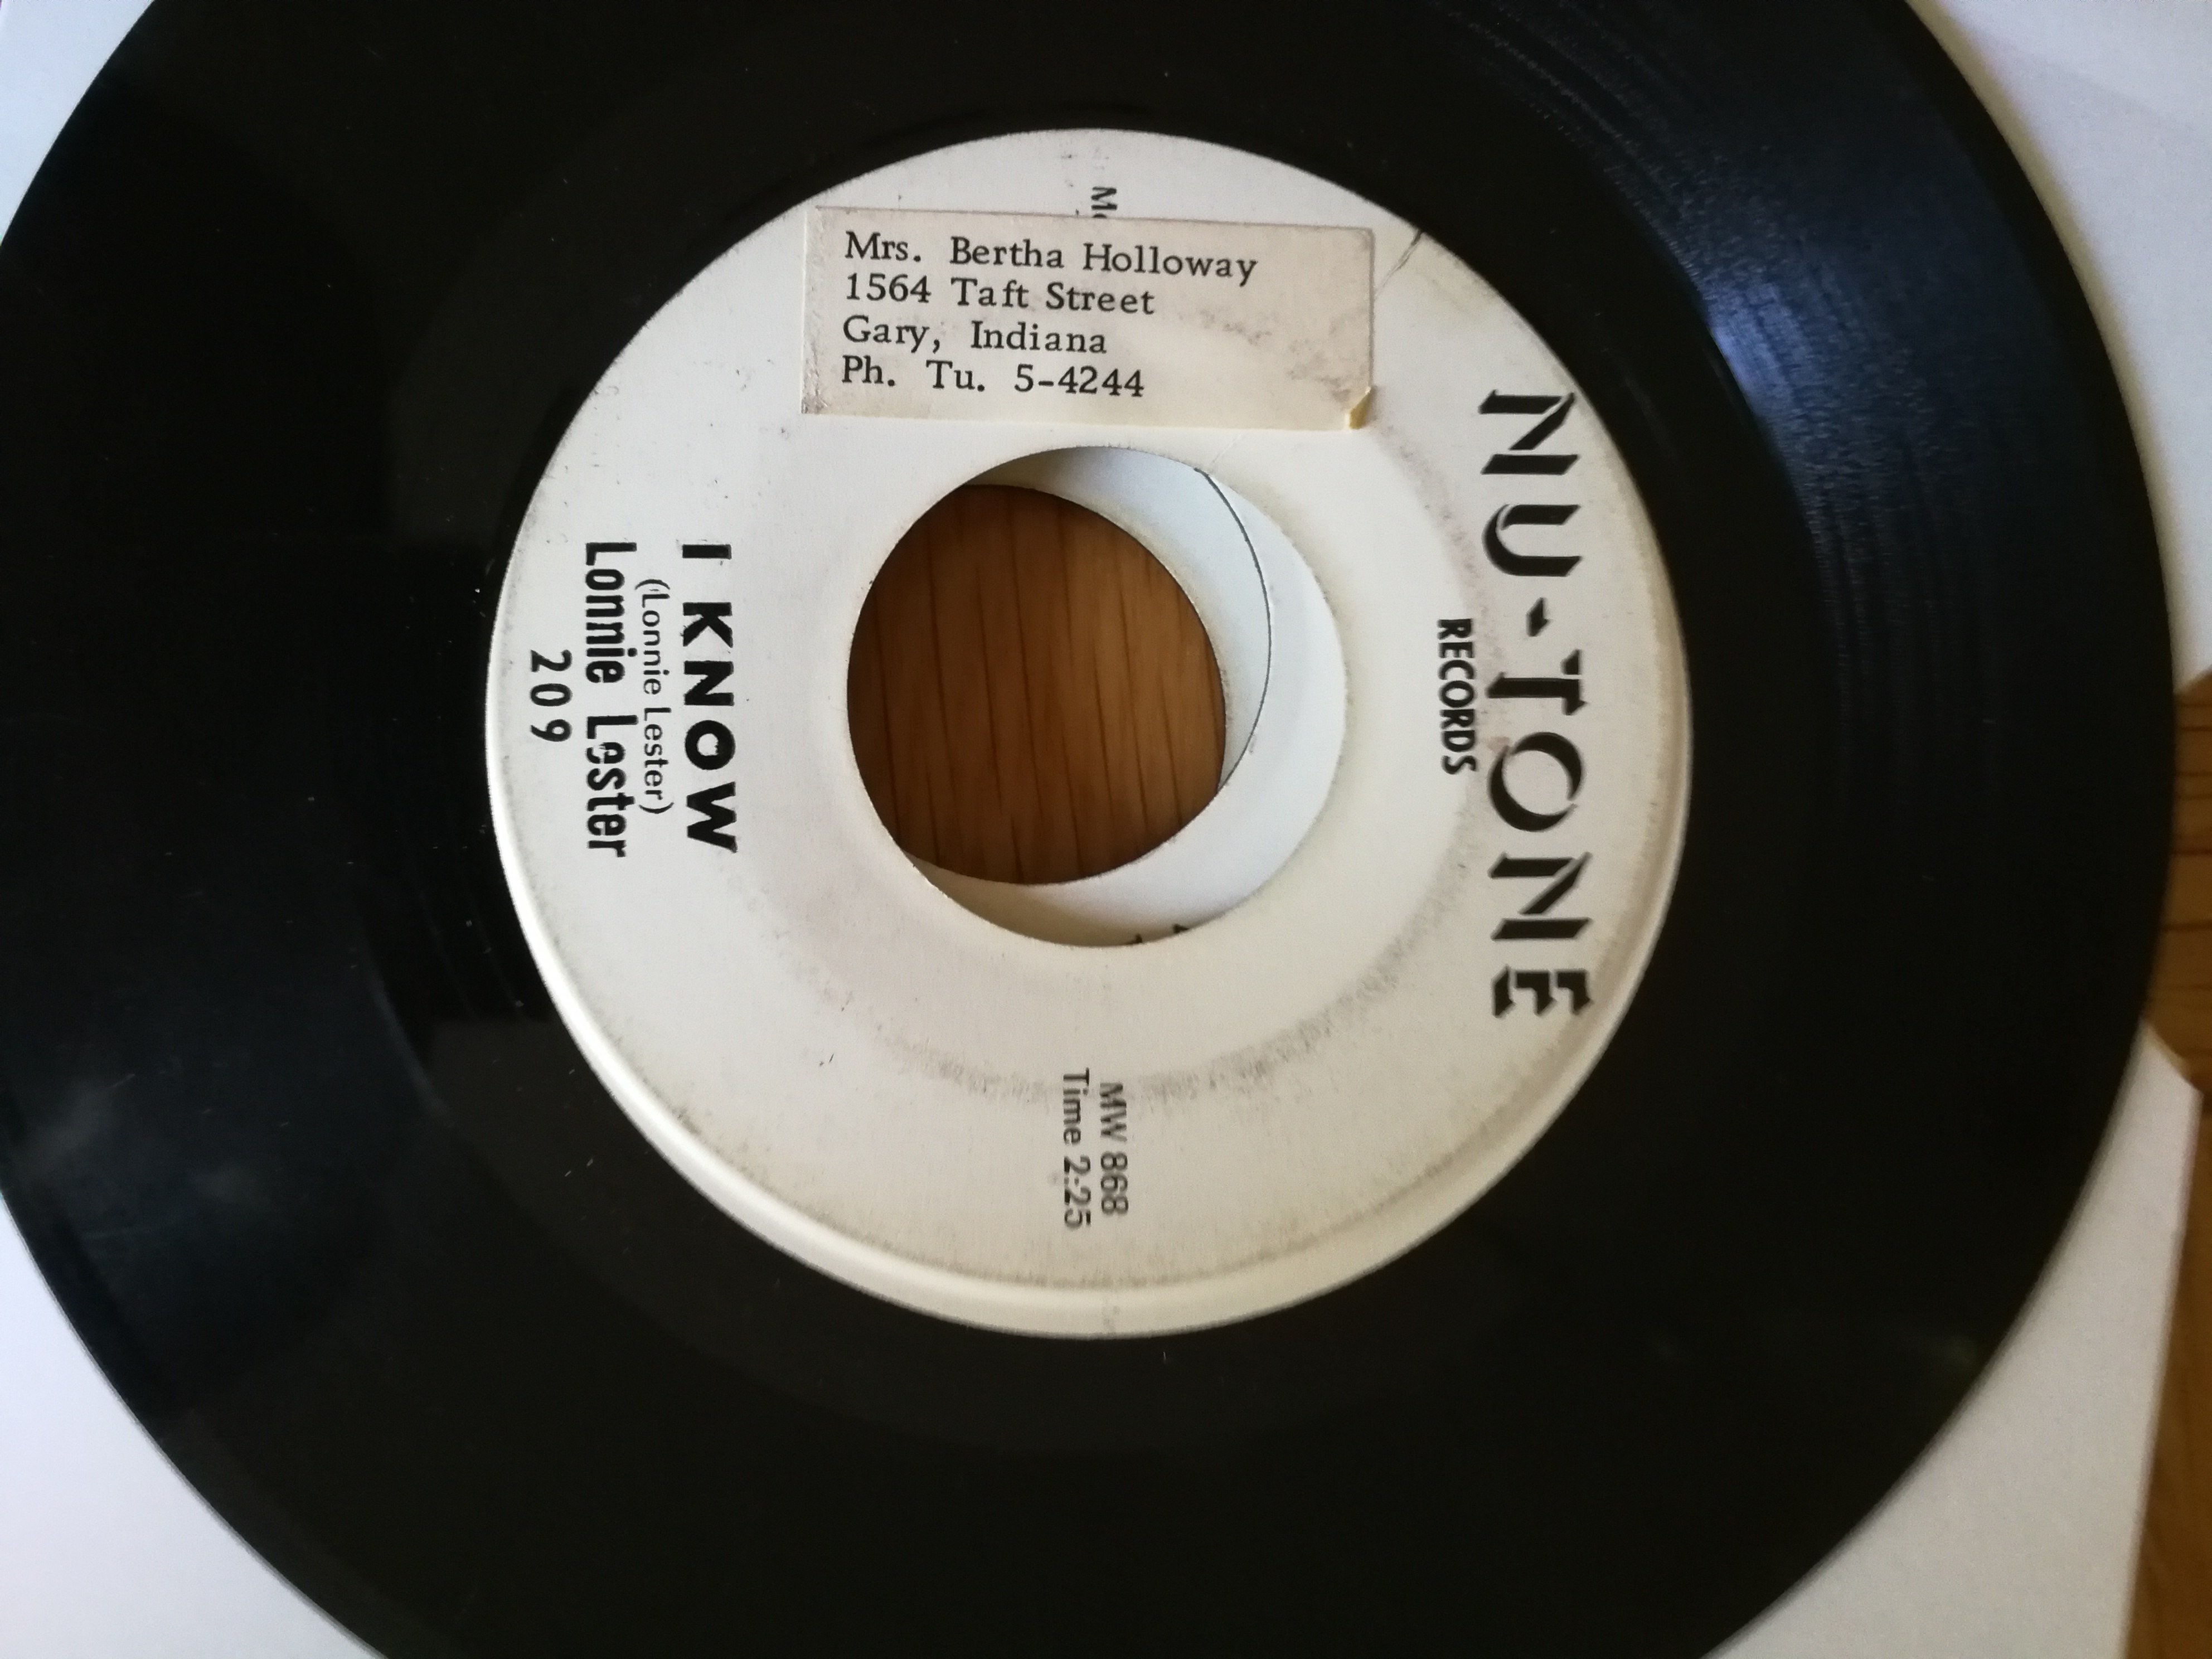 NU-TONE
RECORDS
Mrs. Bertha Holloway
1564 Taft Street
Gary, Indiana
Ph. Tu. 5-4244
MW 868
Time 2:25
I KNOW
(Lonnie Lester)
Lonnie Lester
209